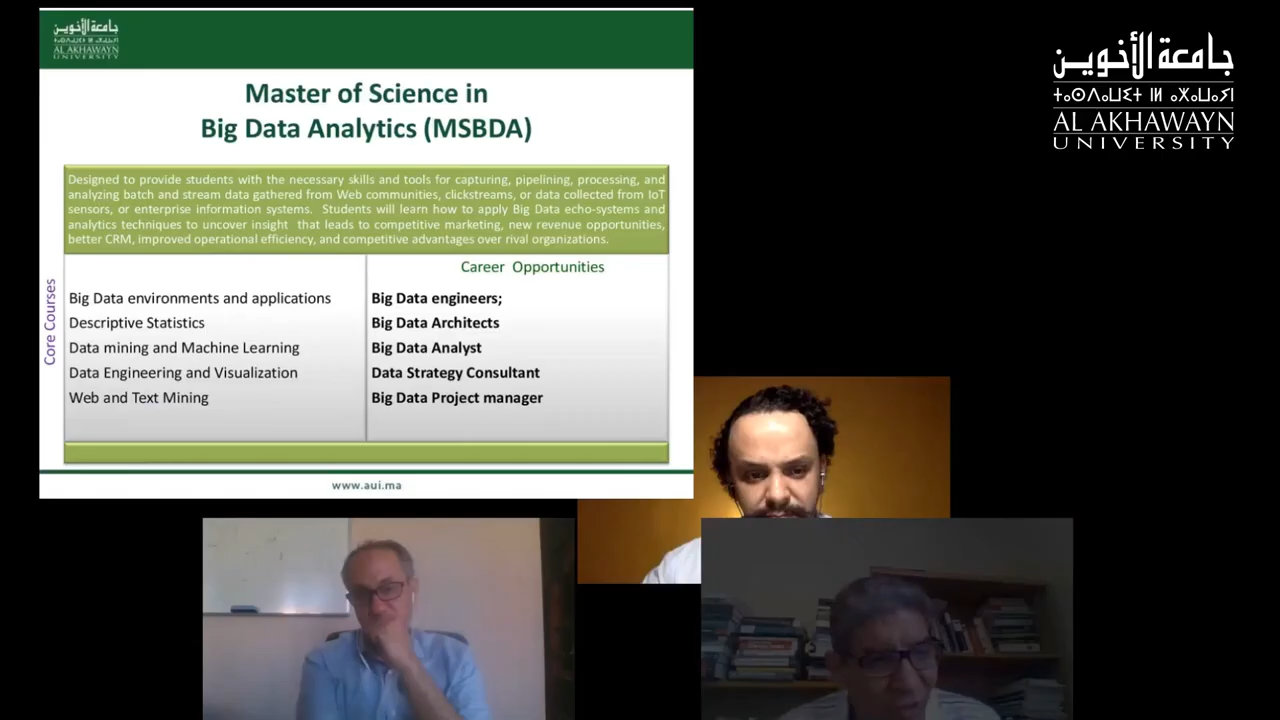 جامعة الأخوين
AL AKHAWAYN
UNIVERSITY
Master of Science in
Big Data Analytics (MSBDA)
Designed to provide students with the necessary skills and tools for capturing, pipelining, processing, and
analyzing batch and stream data gathered from Web communities, clickstreams, or data collected from IoT
sensors, or enterprise information systems. Students will learn how to apply Big Data echo-systems and
analytics techniques to uncover insight that leads to competitive marketing, new revenue opportunities,
better CRM, improved operational efficiency, and competitive advantages over rival organizations.
Core Courses
Big Data environments and applications
Descriptive Statistics
Data mining and Machine Learning
Data Engineering and Visualization
Web and Text Mining
Career Opportunities
Big Data engineers;
Big Data Architects
Big Data Analyst
Data Strategy Consultant
Big Data Project manager
www.aui.ma
جامعة الأخوين
ⵜⴰⵙⴷⴰⵡⵉⵜ ⵏ ⴰⵅⴰⵡⴰⵢⵏ
AL AKHAWAYN
UNIVERSITY